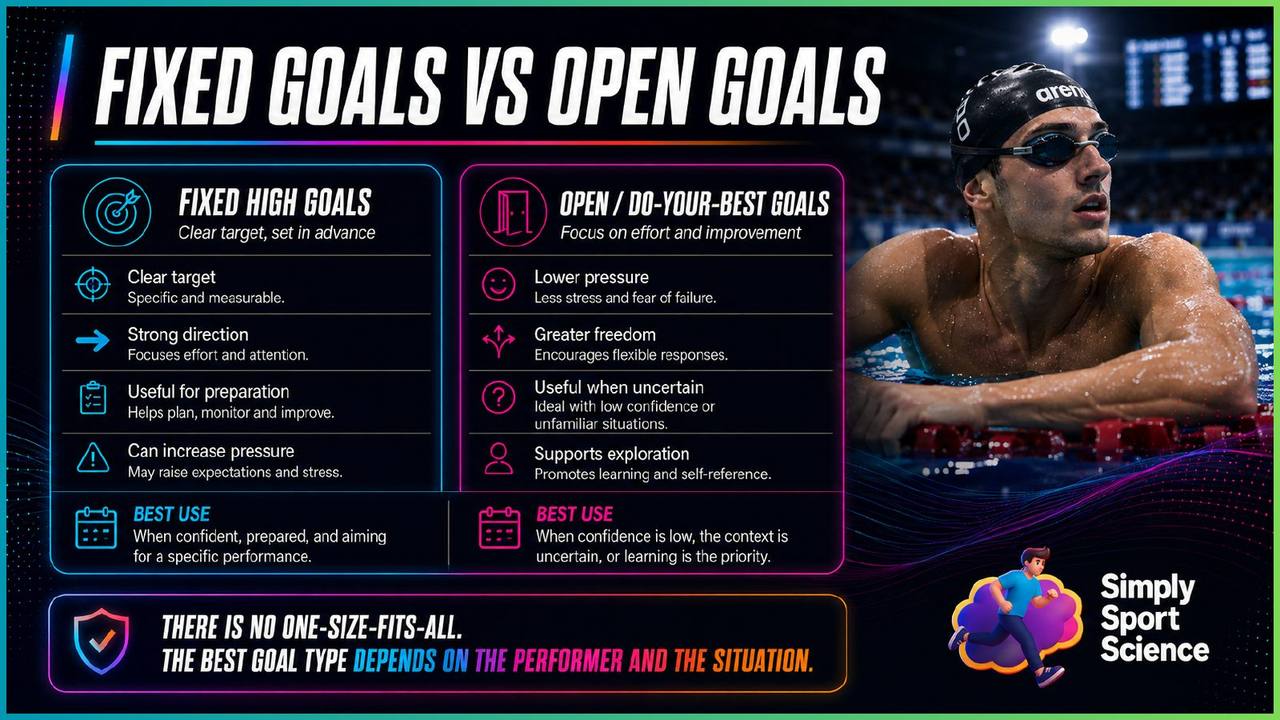 FIXED GOALS VS OPEN GOALS
FIXED HIGH GOALS
Clear target, set in advance
Clear target
Specific and measurable.
Strong direction
Focuses effort and attention.
Useful for preparation
Helps plan, monitor and improve.
Can increase pressure
May raise expectations and stress.
BEST USE
When confident, prepared, and aiming
for a specific performance.
OPEN / DO-YOUR-BEST GOALS
Focus on effort and improvement
Lower pressure
Less stress and fear of failure.
Greater freedom
Encourages flexible responses.
Useful when uncertain
Ideal with low confidence or
unfamiliar situations.
Supports exploration
Promotes learning and self-reference.
BEST USE
When confidence is low, the context is
uncertain, or learning is the priority.
THERE IS NO ONE-SIZE-FITS-ALL.
THE BEST GOAL TYPE DEPENDS ON THE PERFORMER AND THE SITUATION.
arena
Simply
Sport
Science